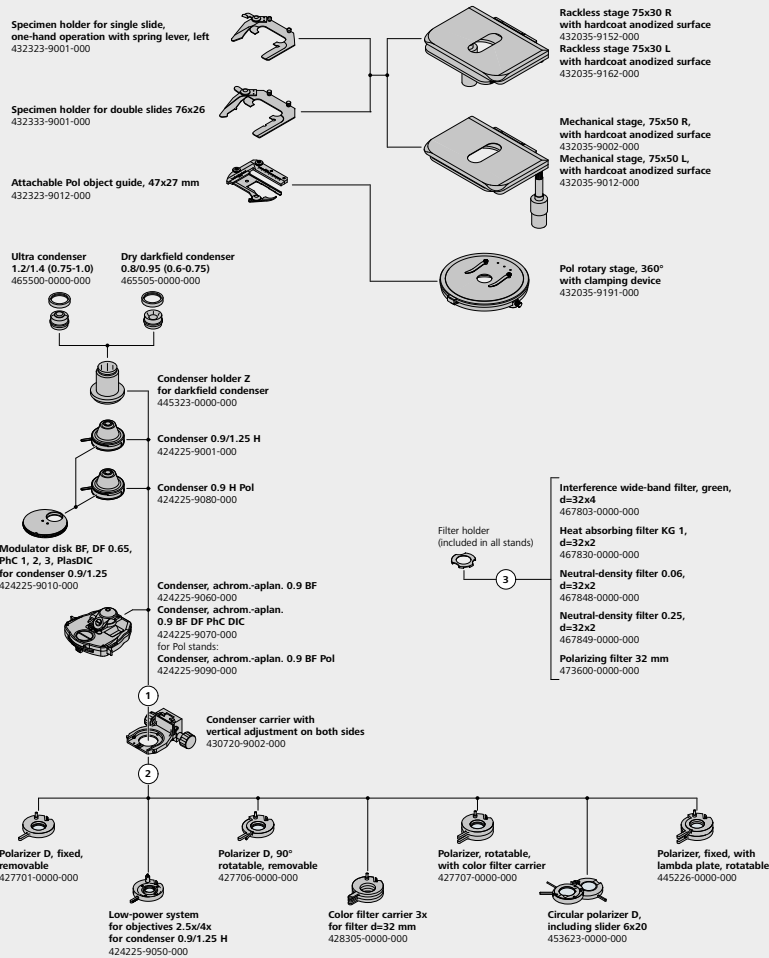 Specimen holder for single slide,
one-hand operation with spring lever, left
432323-9001-000
Specimen holder for double slides 76x26
432333-9001-000
Attachable Pol object guide, 47x27 mm
432323-9012-000
Rackless stage 75x30 R
with hardcoat anodized surface
432035-9152-000
Rackless stage 75x30 L
with hardcoat anodized surface
432035-9162-000
Mechanical stage, 75x50 R,
with hardcoat anodized surface
432035-9002-000
Mechanical stage, 75x50 L,
with hardcoat anodized surface
432035-9012-000
Pol rotary stage, 360°
with clamping device
432035-9191-000
Ultra condenser
1.2/1.4 (0.75-1.0)
465500-0000-000
Dry darkfield condenser
0.8/0.95 (0.6-0.75)
465505-0000-000
Condenser holder Z
for darkfield condenser
445323-0000-000
Condenser 0.9/1.25 H
424225-9001-000
Condenser 0.9 H Pol
424225-9080-000
Modulator disk BF, DF 0.65,
PhC 1, 2, 3, PlasDIC
for condenser 0.9/1.25
424225-9010-000
Condenser, achrom.-aplan. 0.9 BF
424225-9060-000
Condenser, achrom.-aplan.
0.9 BF DF PhC DIC
424225-9070-000
for Pol stands:
Condenser, achrom.-aplan. 0.9 BF Pol
424225-9090-000
Filter holder
(included in all stands)
3
Interference wide-band filter, green,
d=32x4
467803-0000-000
Heat absorbing filter KG 1,
d=32x2
467830-0000-000
Neutral-density filter 0.06,
d=32x2
467848-0000-000
Neutral-density filter 0.25,
d=32x2
467849-0000-000
Polarizing filter 32 mm
473600-0000-000
1
Condenser carrier with
vertical adjustment on both sides
430720-9002-000
2
Polarizer D, fixed,
removable
427701-0000-000
Low-power system
for objectives 2.5x/4x
for condenser 0.9/1.25 H
424225-9050-000
Polarizer D, 90°
rotatable, removable
427706-0000-000
Color filter carrier 3x
for filter d=32 mm
428305-0000-000
Polarizer, rotatable,
with color filter carrier
427707-0000-000
Circular polarizer D,
including slider 6x20
453623-0000-000
Polarizer, fixed, with
lambda plate, rotatable
445226-0000-000